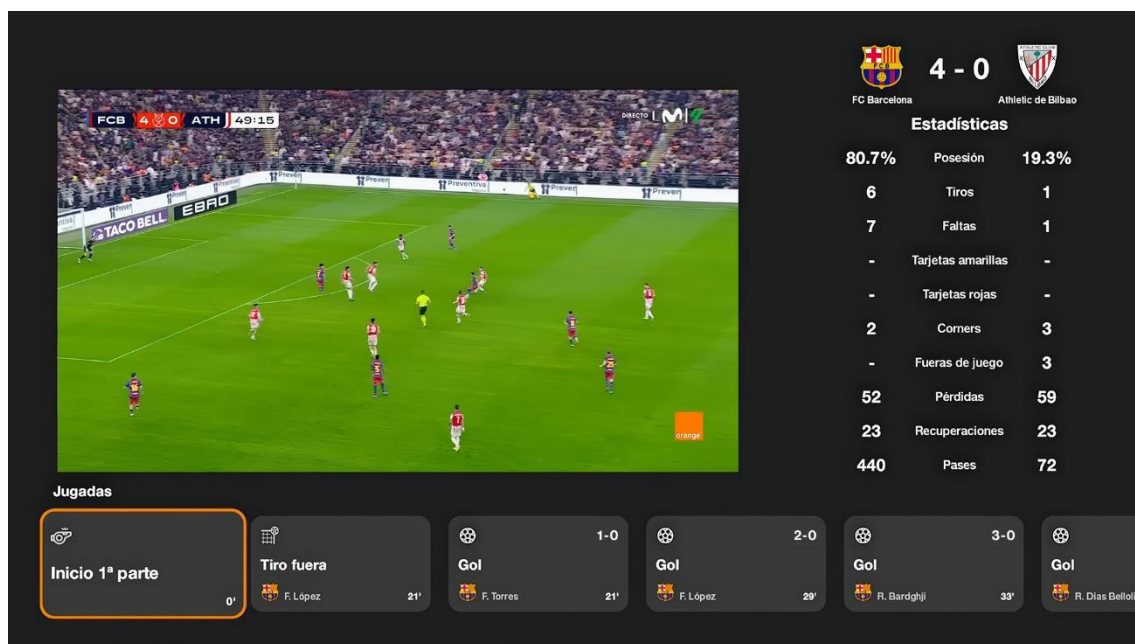 FCB 4 0 ATH 49:15
DIRECTO M
Preventiva
Preven
TACO BELL
EBRO
orange
4 - 0
FC Barcelona Athletic de Bilbao
Estadísticas
80.7% Posesión 19.3%
6 Tiros 1
7 Faltas 1
- Tarjetas amarillas -
- Tarjetas rojas -
2 Corners 3
- Fueras de juego 3
52 Pérdidas 59
23 Recuperaciones 23
440 Pases 72
Jugadas
Inicio 1ª parte
0'
Tiro fuera
F. López 21'
1-0
Gol
F. Torres 21'
2-0
Gol
F. López 29'
3-0
Gol
R. Bardghji 33'
Gol
R. Dias Belloli